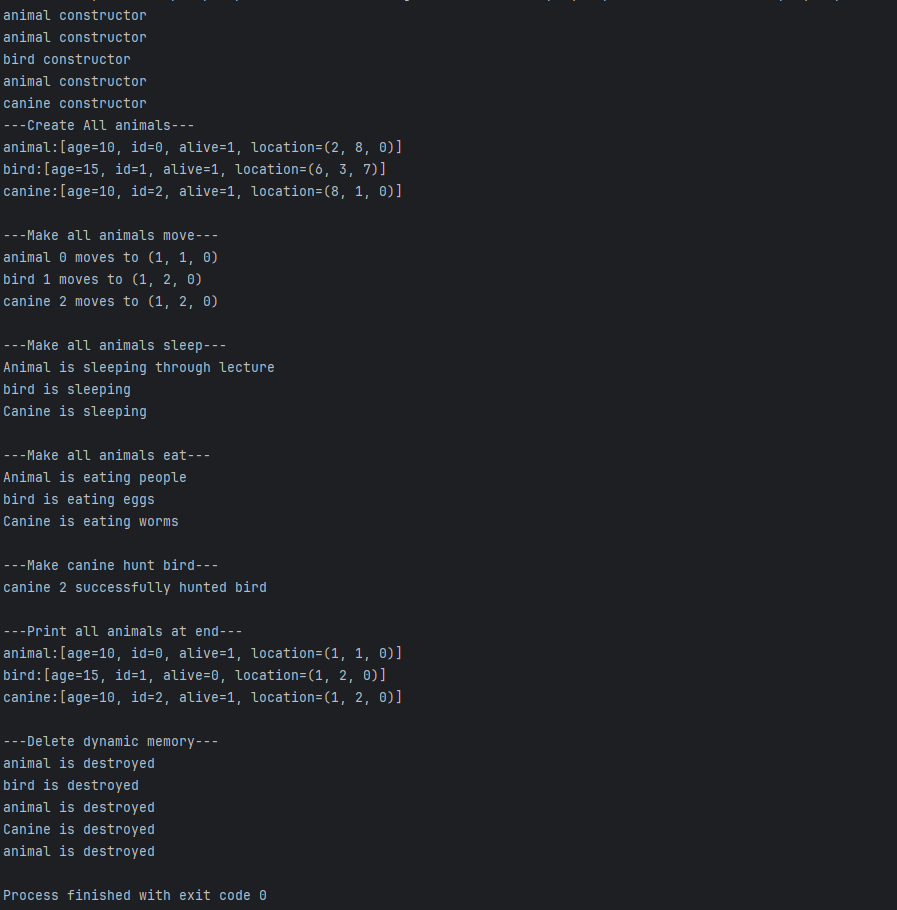 animal constructor
animal constructor
bird constructor
animal constructor
canine constructor
---Create All animals---
animal:[age=10, id=0, alive=1, location=(2, 8, 0)]
bird:[age=15, id=1, alive=1, location=(6, 3, 7)]
canine:[age=10, id=2, alive=1, location=(8, 1, 0)]
---Make all animals move---
animal 0 moves to (1, 1, 0)
bird 1 moves to (1, 2, 0)
canine 2 moves to (1, 2, 0)
---Make all animals sleep---
Animal is sleeping through lecture
bird is sleeping
Canine is sleeping
---Make all animals eat---
Animal is eating people
bird is eating eggs
Canine is eating worms
---Make canine hunt bird---
canine 2 successfully hunted bird
---Print all animals at end---
animal:[age=10, id=0, alive=1, location=(1, 1, 0)]
bird:[age=15, id=1, alive=0, location=(1, 2, 0)]
canine:[age=10, id=2, alive=1, location=(1, 2, 0)]
---Delete dynamic memory---
animal is destroyed
bird is destroyed
animal is destroyed
Canine is destroyed
animal is destroyed
Process finished with exit code 0